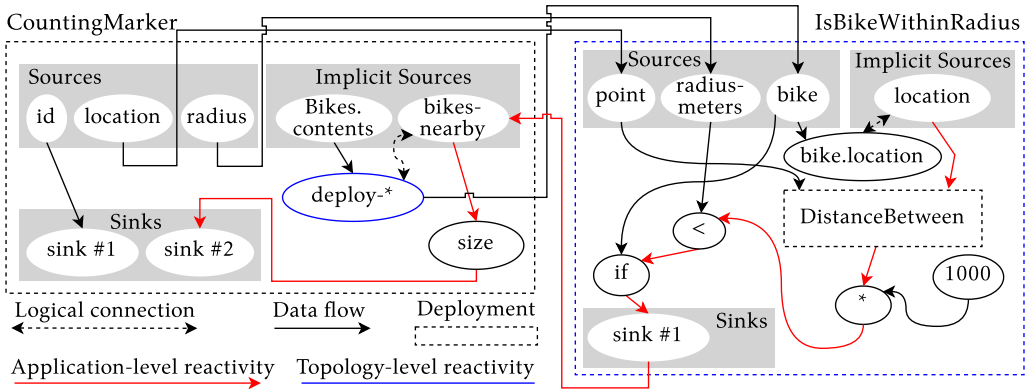 CountingMarker
IsBikeWithinRadius
Sources
Implicit Sources
id
location
radius
Bikes.
contents
bikes-
nearby
deploy-*
Sinks
sink #1
sink #2
size
Sources
Implicit Sources
point
radius-
meters
bike
location
bike.location
DistanceBetween
<
if
*
1000
sink #1
Sinks
Logical connection
Data flow
Deployment
Application-level reactivity
Topology-level reactivity